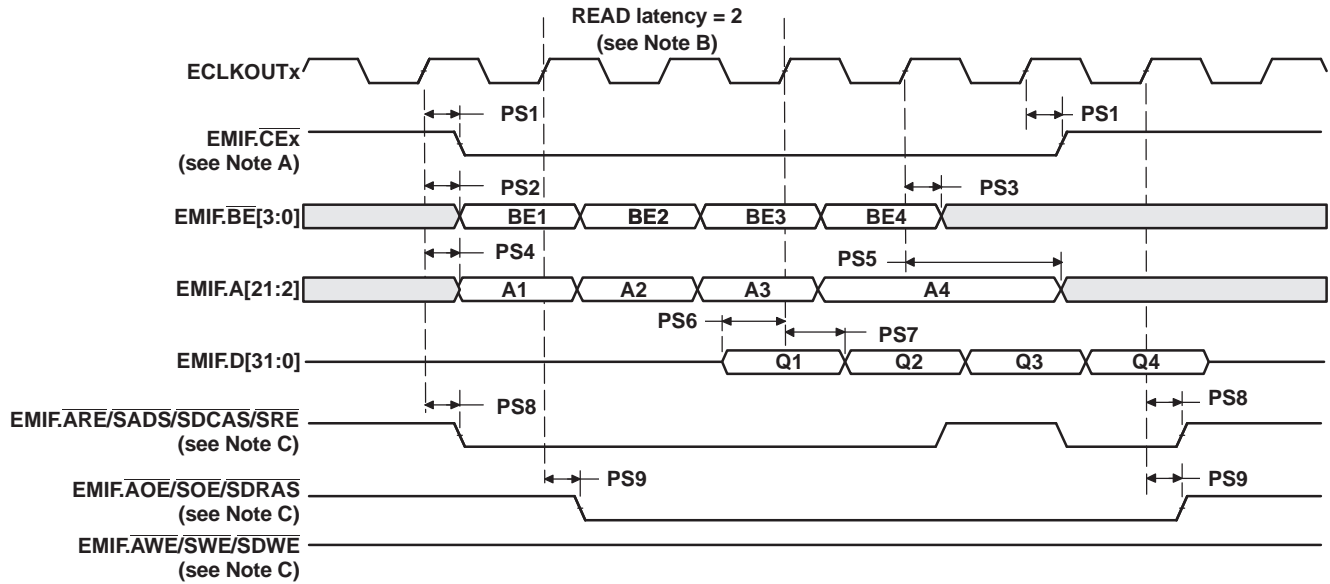 READ latency = 2
(see Note B)
ECLKOUTx
PS1
PS1
EMIF.CEx
(see Note A)
PS2
PS3
EMIF.BE[3:0]
BE1
BE2
BE3
BE4
PS4
PS5
EMIF.A[21:2]
A1
A2
A3
A4
PS6
PS7
EMIF.D[31:0]
Q1
Q2
Q3
Q4
PS8
PS8
EMIF.ARE/SADS/SDCAS/SRE
(see Note C)
PS9
PS9
EMIF.AOE/SOE/SDRAS
(see Note C)
EMIF.AWE/SWE/SDWE
(see Note C)